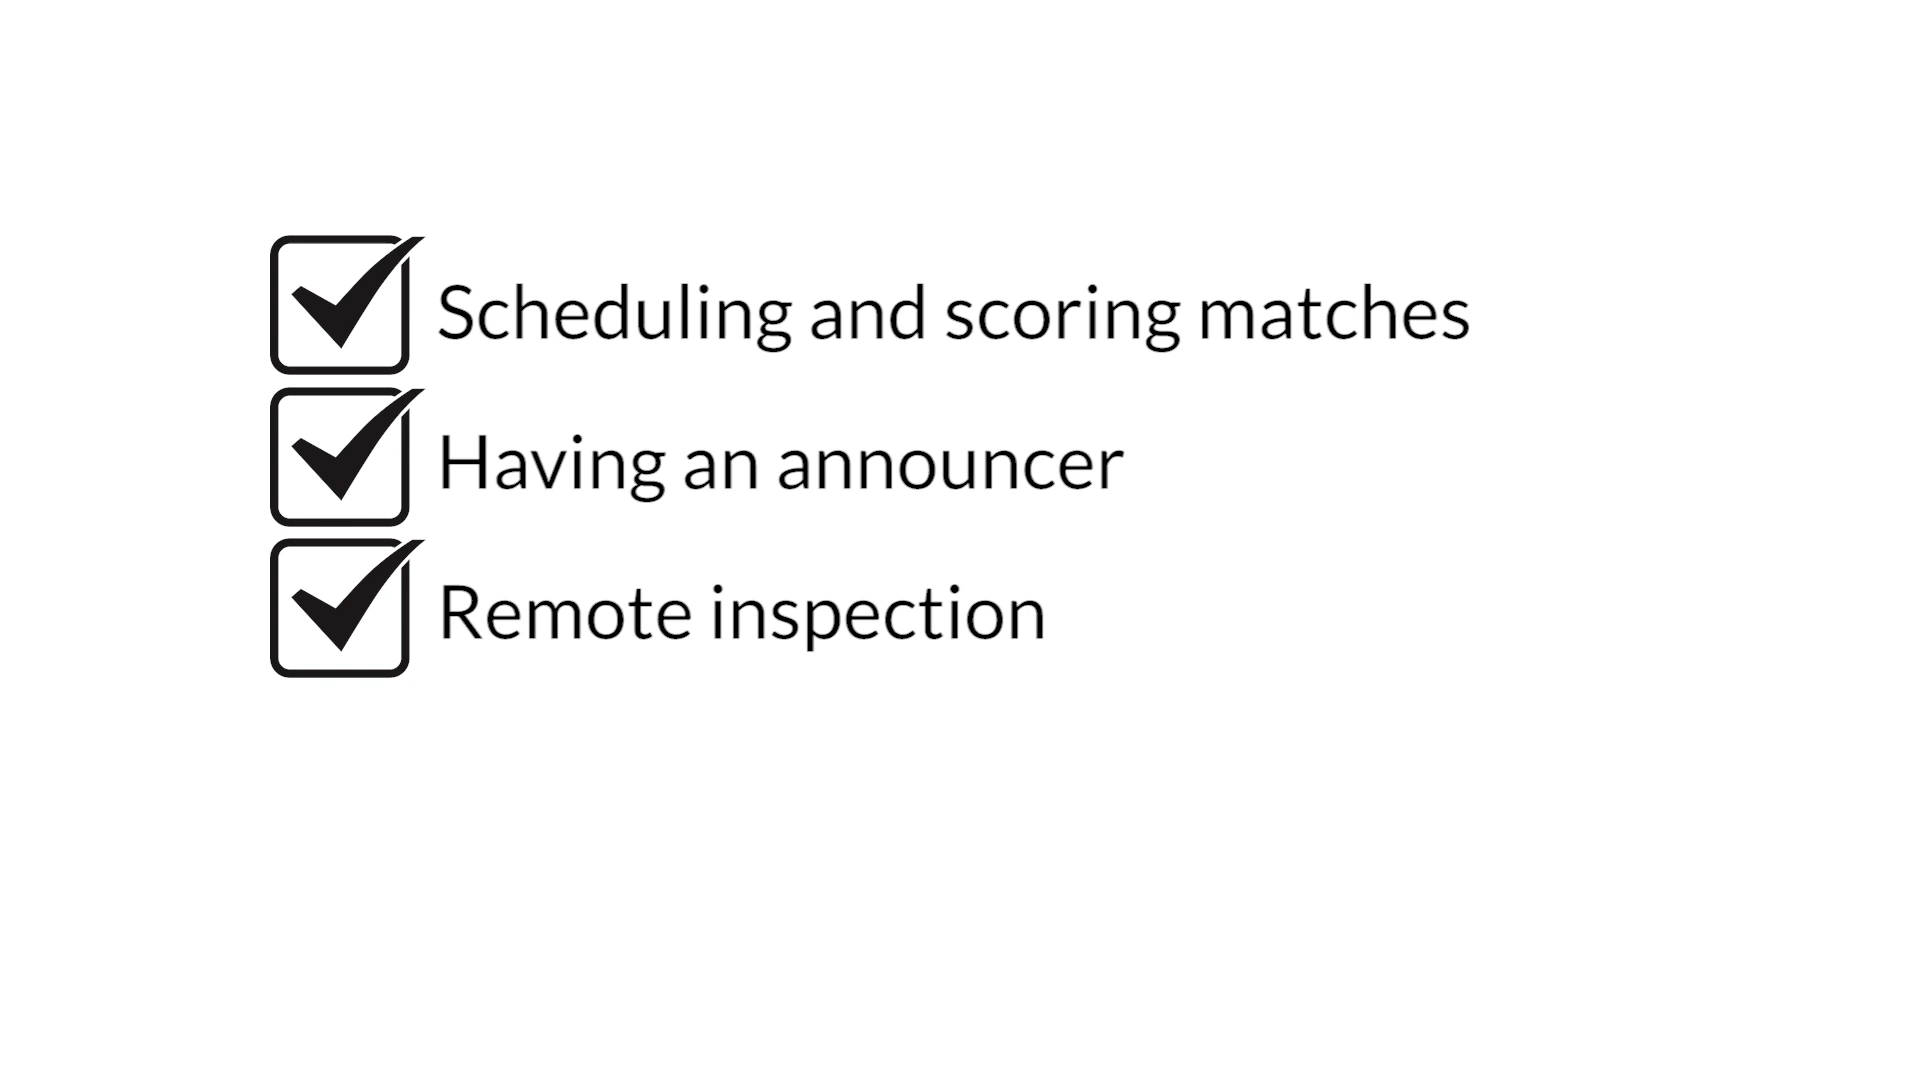 Scheduling and scoring matches
Having an announcer
Remote inspection